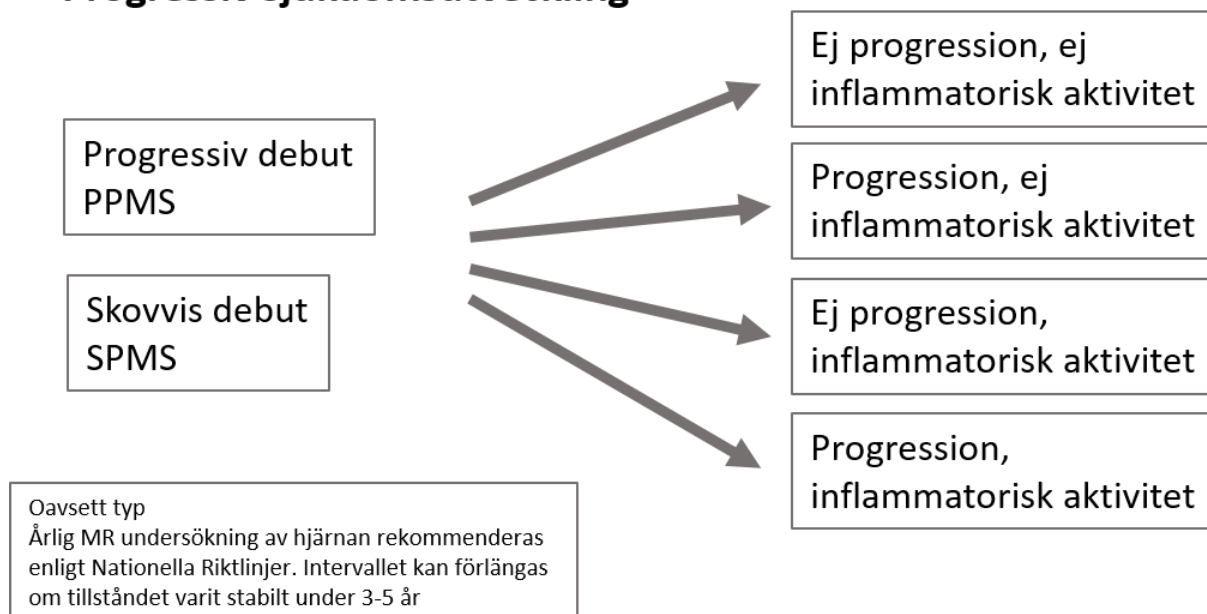 Progressiv debut
PPMS
Skovvis debut
SPMS
Ej progression, ej
inflammatorisk aktivitet
Progression, ej
inflammatorisk aktivitet
Ej progression,
inflammatorisk aktivitet
Progression,
inflammatorisk aktivitet
Oavsett typ
Årlig MR undersökning av hjärnan rekommenderas
enligt Nationella Riktlinjer. Intervallet kan förlängas
om tillståndet varit stabilt under 3-5 år